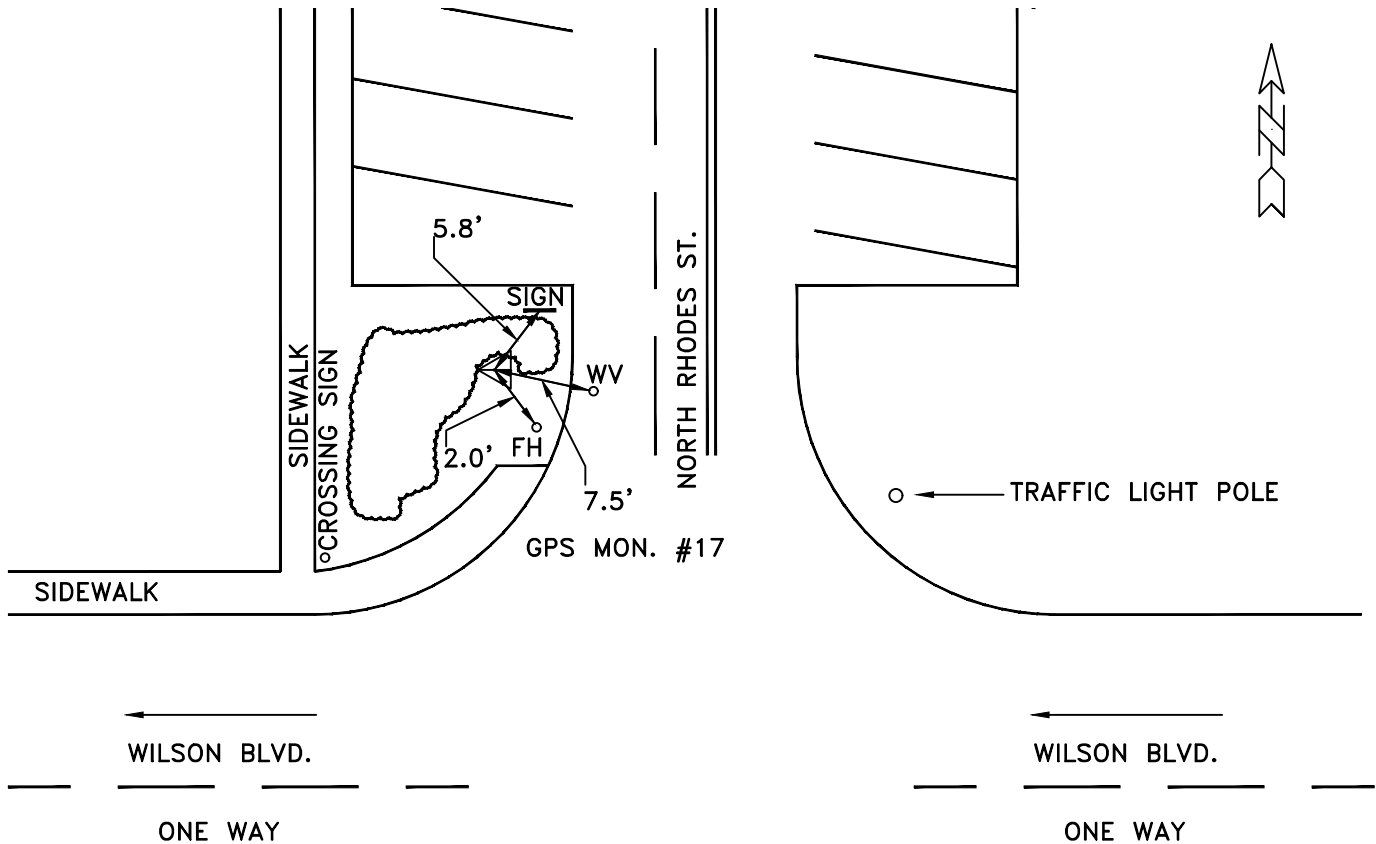 5.8'
SIGN
WV
NORTH RHODES ST.
SIDEWALK
CROSSING SIGN
2.0'
FH
7.5'
GPS MON. #17
TRAFFIC LIGHT POLE
SIDEWALK
WILSON BLVD.
WILSON BLVD.
ONE WAY
ONE WAY
N